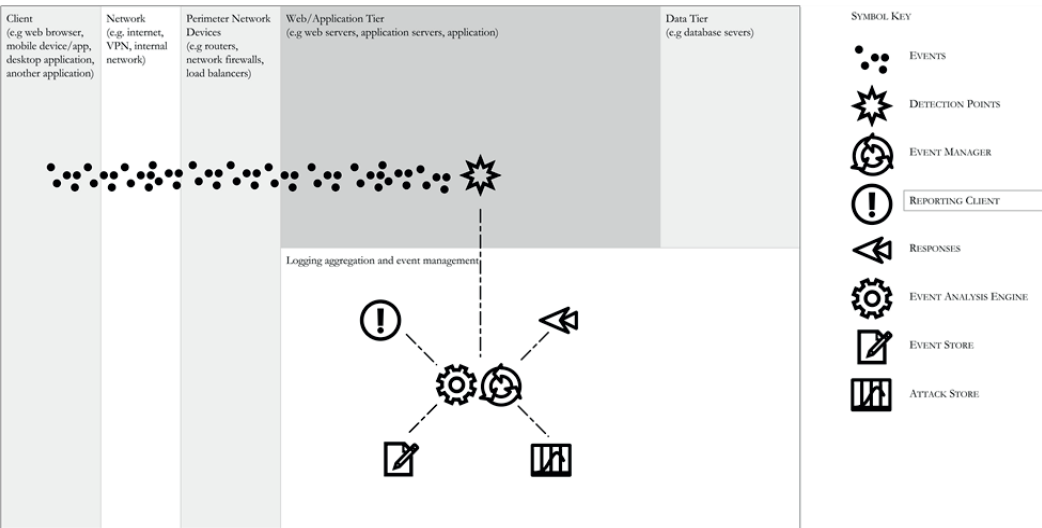 Client
(e.g web browser,
mobile device/app,
desktop application,
another application)
Network
(e.g. internet,
VPN, internal
network)
Perimeter Network
Devices
(e.g routers,
network firewalls,
load balancers)
Web/Application Tier
(e.g web servers, application servers, application)
Data Tier
(e.g database severs)
Logging aggregation and event management
SYMBOL KEY
EVENTS
DETECTION POINTS
EVENT MANAGER
REPORTING CLIENT
RESPONSES
EVENT ANALYSIS ENGINE
EVENT STORE
ATTACK STORE